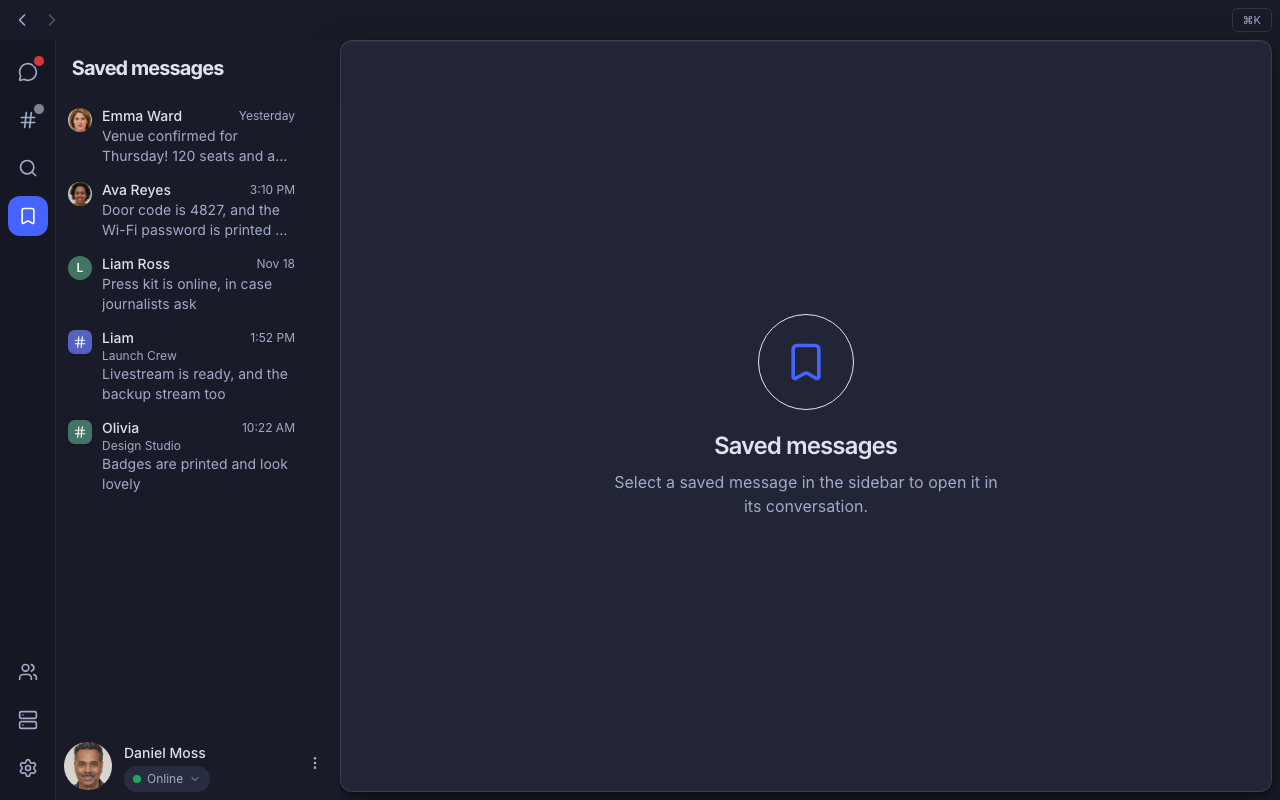 ⌘K
Saved messages
Emma Ward
Yesterday
Venue confirmed for
Thursday! 120 seats and a...
Ava Reyes
3:10 PM
Door code is 4827, and the
Wi-Fi password is printed ...
L
Liam Ross
Nov 18
Press kit is online, in case
journalists ask
Liam
1:52 PM
Launch Crew
Livestream is ready, and the
backup stream too
Olivia
10:22 AM
Design Studio
Badges are printed and look
lovely
Saved messages
Select a saved message in the sidebar to open it in
its conversation.
Daniel Moss
Online